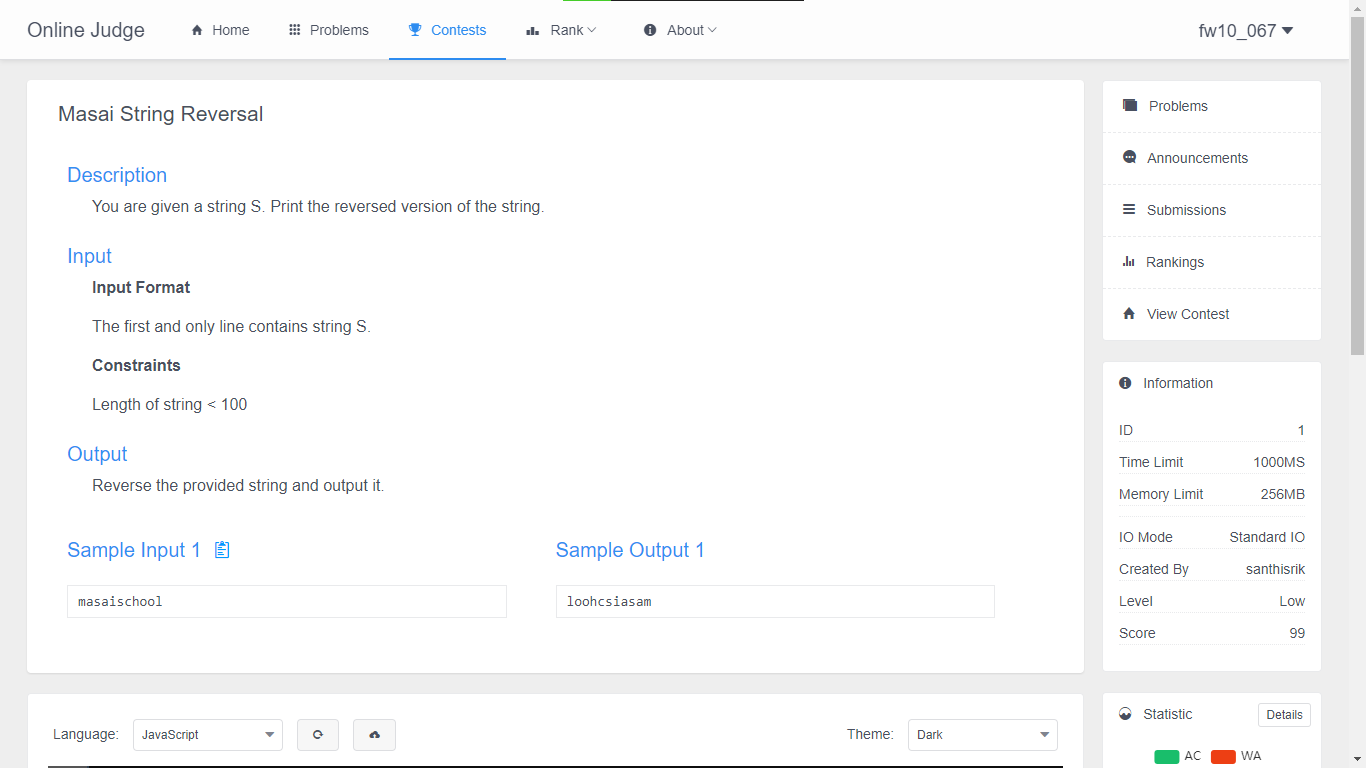 Online Judge Home Problems Contests Rank About fw10_067
Masai String Reversal
Description
You are given a string S. Print the reversed version of the string.
Input
Input Format
The first and only line contains string S.
Constraints
Length of string < 100
Output
Reverse the provided string and output it.
Sample Input 1 Sample Output 1
masaischool loohcsiasam
Language: JavaScript Theme: Dark
Problems
Announcements
Submissions
Rankings
View Contest
Information
ID 1
Time Limit 1000MS
Memory Limit 256MB
IO Mode Standard IO
Created By santhisrik
Level Low
Score 99
Statistic Details
AC WA